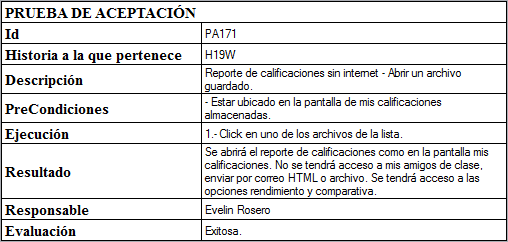 PRUEBA DE ACEPTACIÓN
Id PA171
Historia a la que pertenece H19W
Descripción Reporte de calificaciones sin internet - Abrir un archivo
guardado.
PreCondiciones - Estar ubicado en la pantalla de mis calificaciones
almacenadas.
Ejecución 1.- Click en uno de los archivos de la lista.
Resultado Se abrirá el reporte de calificaciones como en la pantalla mis
calificaciones. No se tendrá acceso a mis amigos de clase,
enviar por correo HTML o archivo. Se tendrá acceso a las
opciones rendimiento y comparativa.
Responsable Evelin Rosero
Evaluación Exitosa.